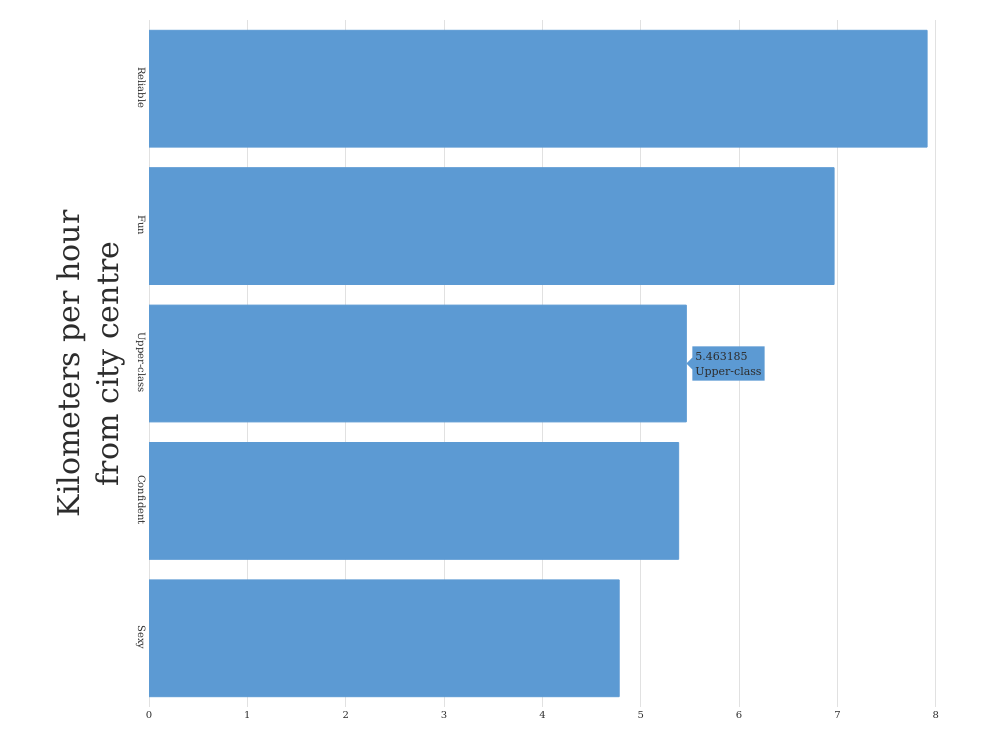 Kilometers per hour
from city centre
Reliable
Fun
Upper-class
Confident
Sexy
5.463185
Upper-class
0 1 2 3 4 5 6 7 8